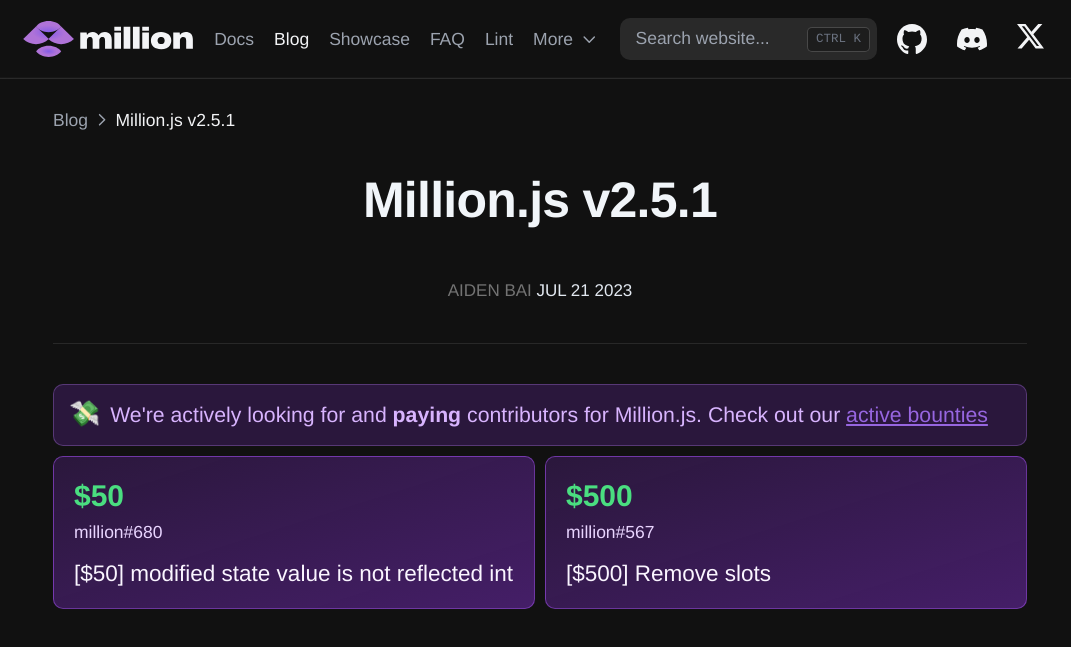 million Docs Blog Showcase FAQ Lint More Search website... CTRL K
Blog Million.js v2.5.1
Million.js v2.5.1
AIDEN BAI JUL 21 2023
We're actively looking for and paying contributors for Million.js. Check out our active bounties
$50
million#680
[$50] modified state value is not reflected int
$500
million#567
[$500] Remove slots